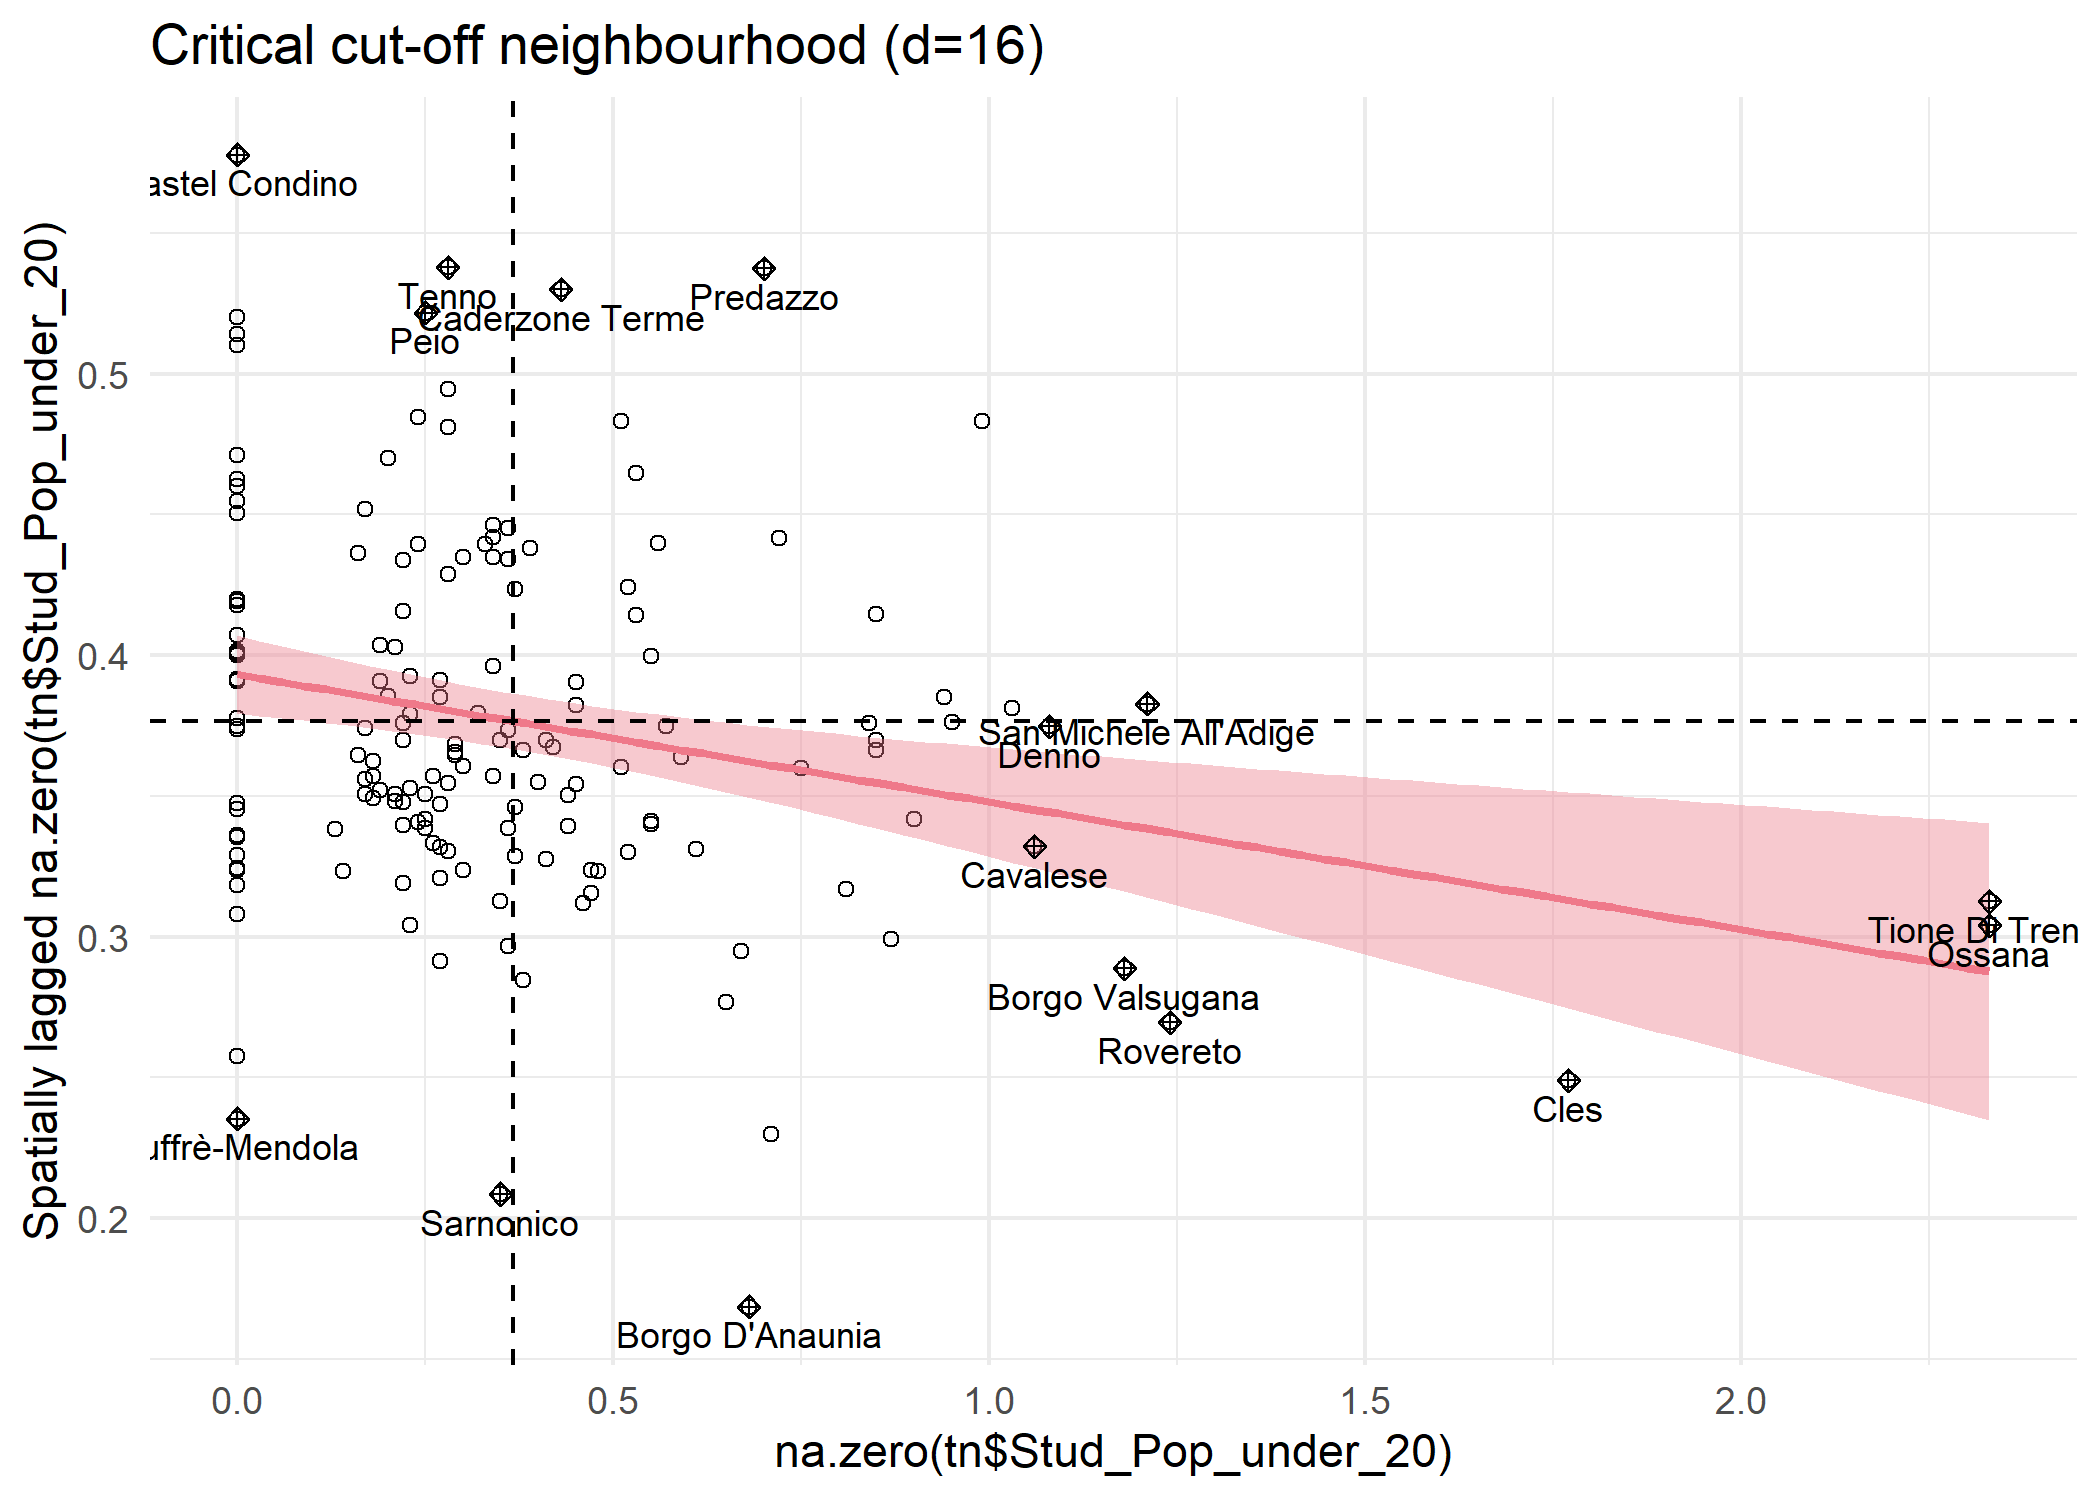 Critical cut-off neighbourhood (d=16)
astel Condino
Tenno
Caderzone Terme
Predazzo
Peio
San Michele All'Adige
Denno
Cavalese
Tione Di Tren
Ossana
Borgo Valsugana
Rovereto
Cles
uffrè-Mendola
Sarnonico
Borgo D'Anaunia
0.5
0.4
0.3
0.2
0.0 0.5 1.0 1.5 2.0
na.zero(tn$Stud_Pop_under_20)
Spatially lagged na.zero(tn$Stud_Pop_under_20)